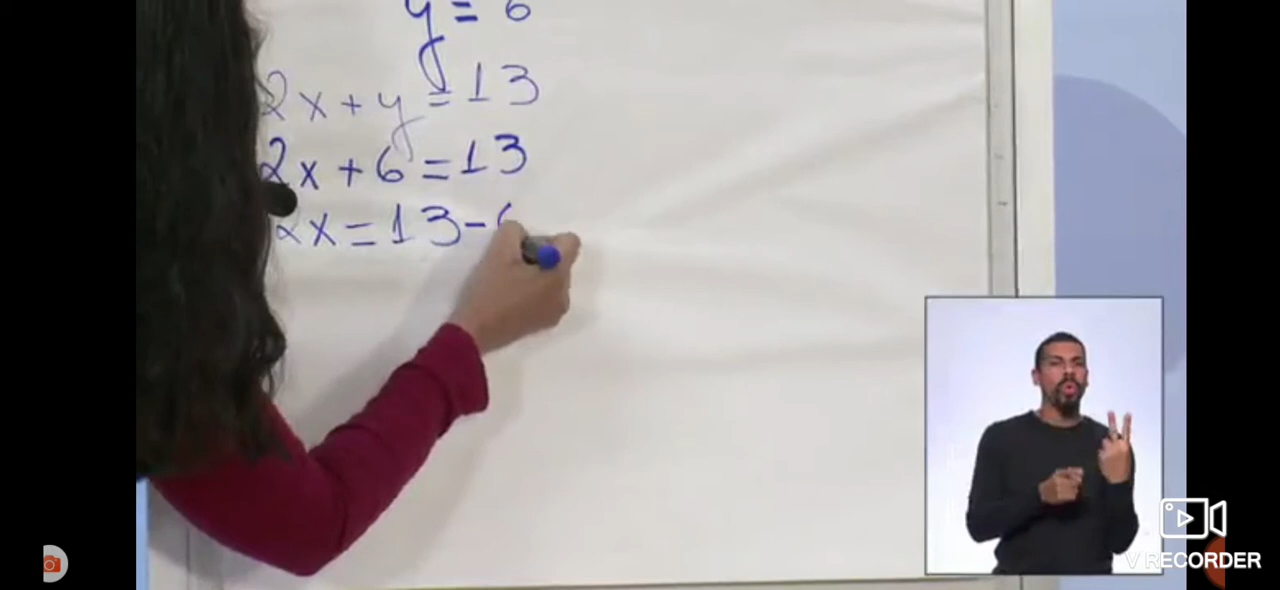 y = 6
2x + y = 13
2x + 6 = 13
2x = 13 - 6
V RECORDER